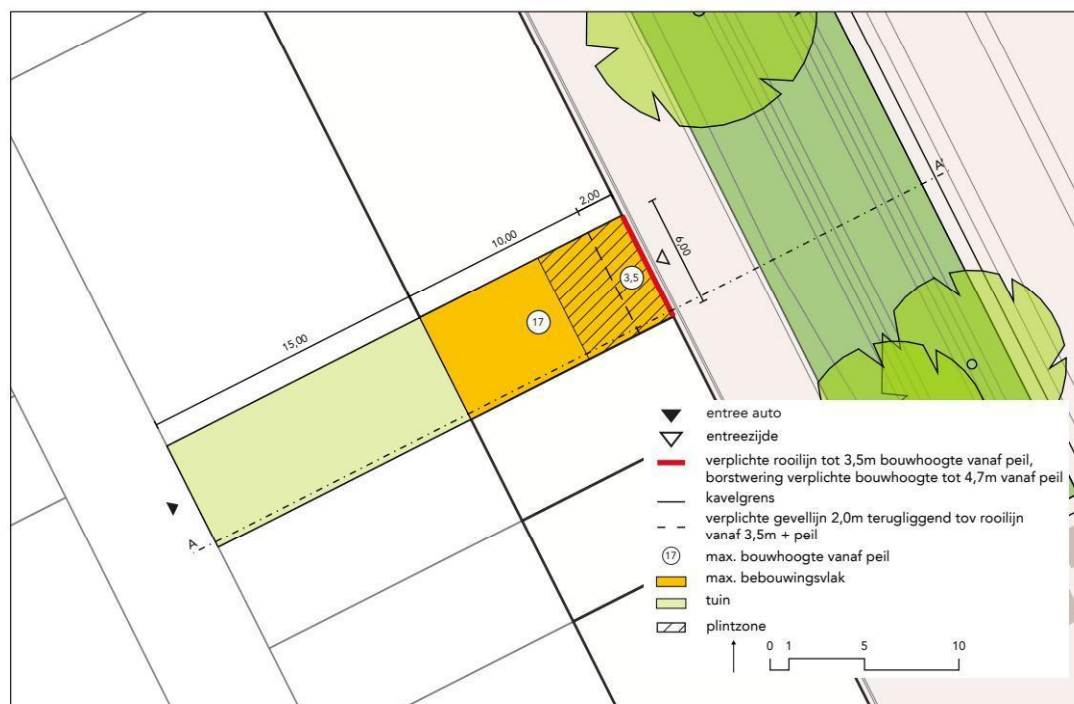 A'
2,00
10,00
6,00
3,5
17
15,00
A
entree auto
entreezijde
verplichte rooilijn tot 3,5m bouwhoogte vanaf peil,
borstwering verplichte bouwhoogte tot 4,7m vanaf peil
kavelgrens
verplichte gevellijn 2,0m terugliggend tov rooilijn
vanaf 3,5m + peil
17 max. bouwhoogte vanaf peil
max. bebouwingsvlak
tuin
plintzone
0 1 5 10